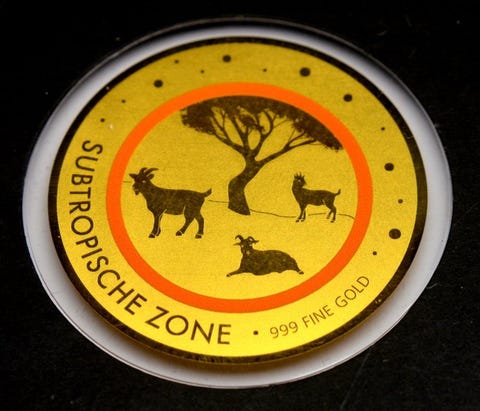 SUBTROPISCHE ZONE
• 999 FINE GOLD